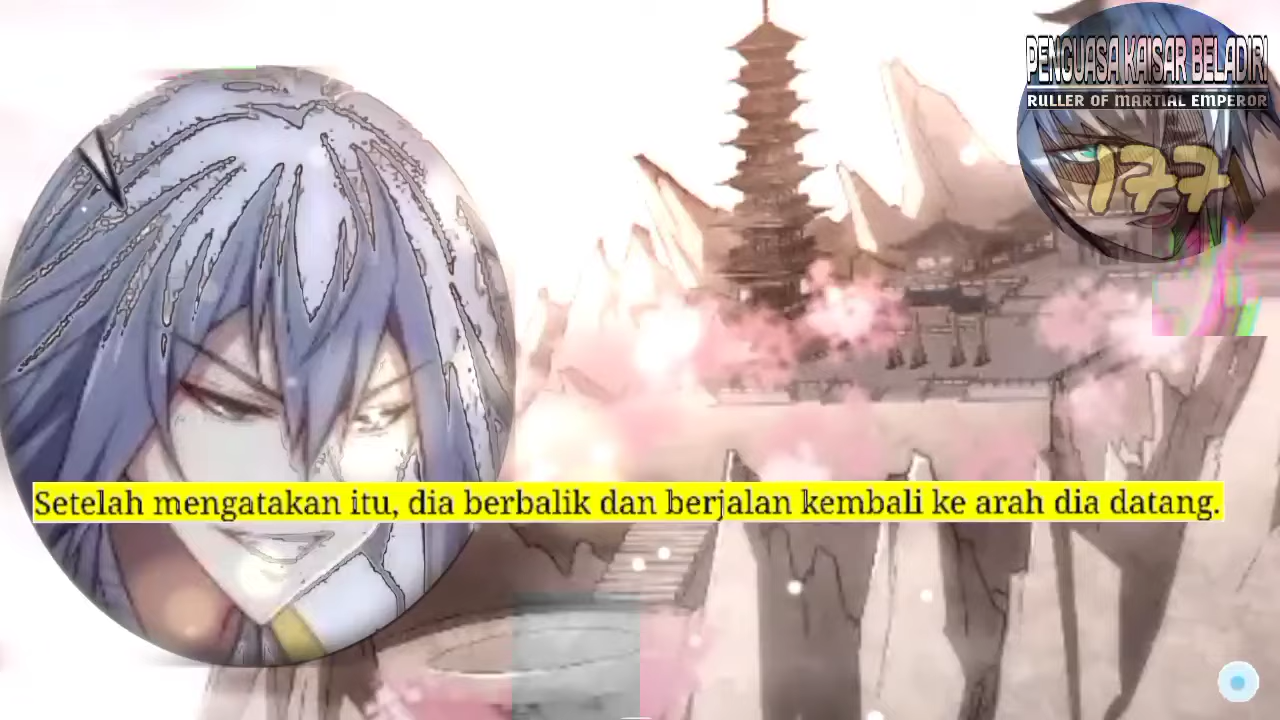 PENGUASA KAISAR BELADIRI
RULLER OF MARTIAL EMPEROR
177
Setelah mengatakan itu, dia berbalik dan berjalan kembali ke arah dia datang.